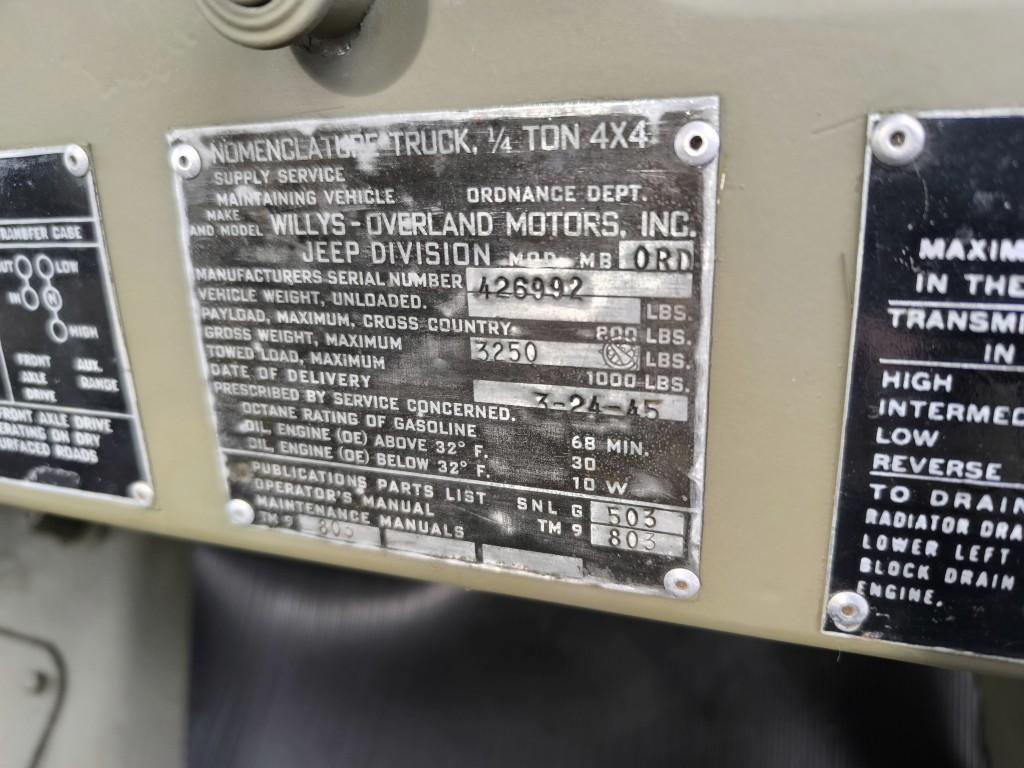 TRANSFER CASE
OUT LOW
IN N
HIGH
FRONT AUX.
AXLE RANGE
DRIVE
FRONT AXLE DRIVE
ERATING ON DRY
SURFACED ROADS
NOMENCLATURE TRUCK, 1/4 TON 4X4
SUPPLY SERVICE
MAINTAINING VEHICLE ORDNANCE DEPT.
MAKE
AND MODEL WILLYS-OVERLAND MOTORS, INC.
JEEP DIVISION MOD. MB ORD
MANUFACTURERS SERIAL NUMBER 426992
VEHICLE WEIGHT, UNLOADED. LBS.
PAYLOAD, MAXIMUM, CROSS COUNTRY 800 LBS.
GROSS WEIGHT, MAXIMUM 3250 LBS.
TOWED LOAD, MAXIMUM 1000 LBS.
DATE OF DELIVERY 3-24-45
PRESCRIBED BY SERVICE CONCERNED.
OCTANE RATING OF GASOLINE 68 MIN.
OIL, ENGINE (OE) ABOVE 32° F. 30
OIL, ENGINE (OE) BELOW 32° F. 10 W
PUBLICATIONS PARTS LIST SNL G 503
OPERATOR'S MANUAL TM 9 803
MAINTENANCE MANUALS
TM 9 803
MAXIM
IN THE
TRANSMI
IN
HIGH
INTERMED
LOW
REVERSE
TO DRAIN
RADIATOR DRA
LOWER LEFT
BLOCK DRAIN
ENGINE.